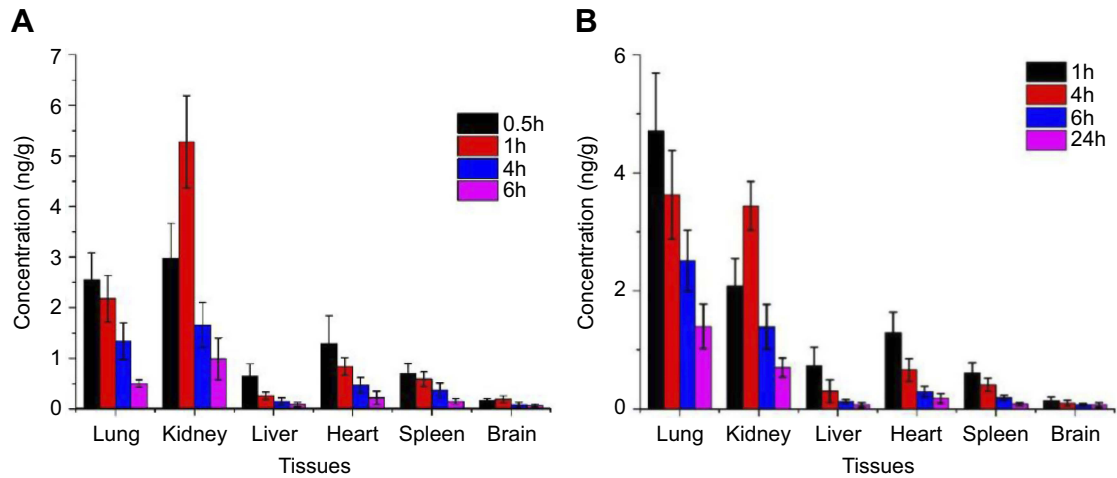 A
Concentration (ng/g)
7
6
5
4
3
2
1
0
0.5h
1h
4h
6h
Lung Kidney Liver Heart Spleen Brain
Tissues
B
Concentration (ng/g)
6
4
2
0
1h
4h
6h
24h
Lung Kidney Liver Heart Spleen Brain
Tissues